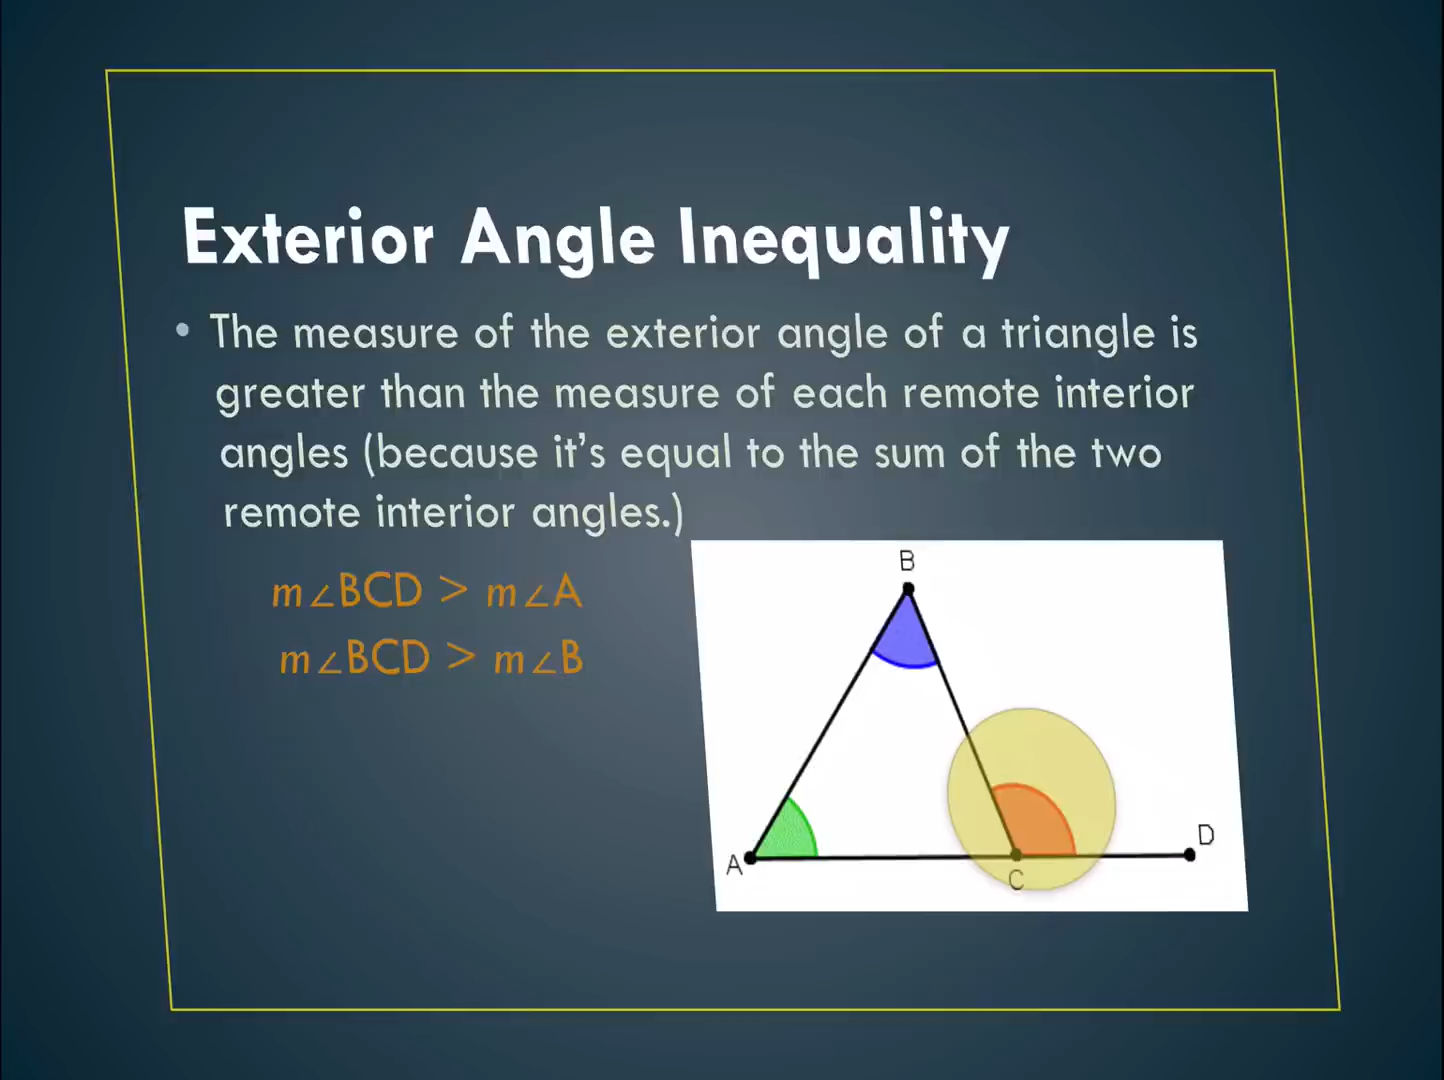 Exterior Angle Inequality
• The measure of the exterior angle of a triangle is
greater than the measure of each remote interior
angles (because it’s equal to the sum of the two
remote interior angles.)
m∠BCD > m∠A
m∠BCD > m∠B
B
A
C
D